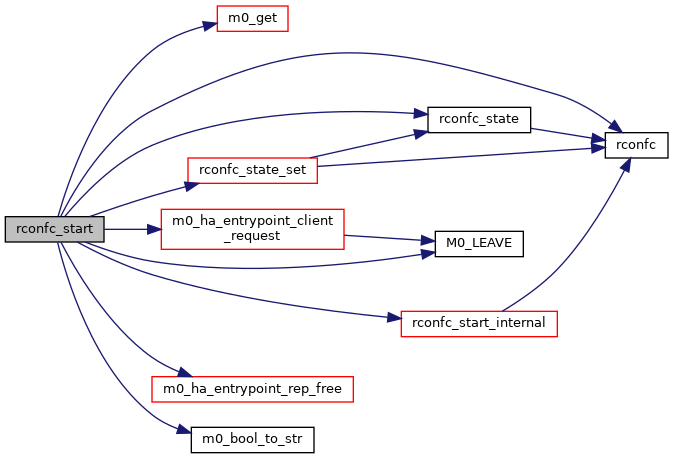 m0_get
rconfc_state
rconfc
rconfc_state_set
rconfc_start
m0_ha_entrypoint_client
_request
M0_LEAVE
rconfc_start_internal
m0_ha_entrypoint_rep_free
m0_bool_to_str